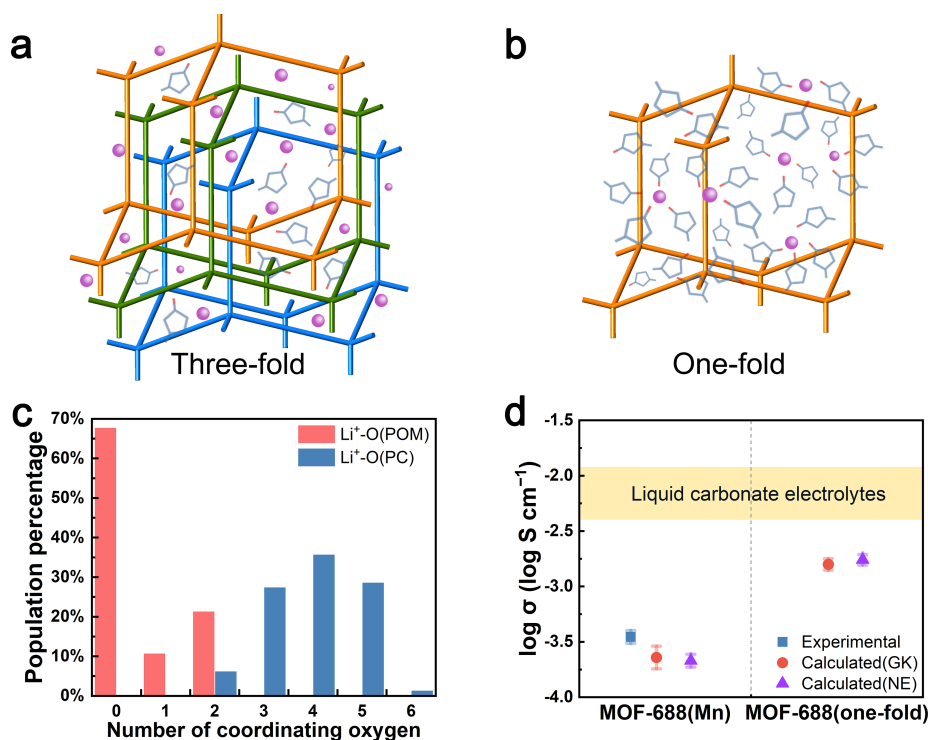 a
b
Three-fold
One-fold
c
Population percentage
70%
60%
50%
40%
30%
20%
10%
0%
Li⁺-O(POM)
Li⁺-O(PC)
0 1 2 3 4 5 6
Number of coordinating oxygen
d
log σ (log S cm⁻¹)
-1.5
-2.0
-2.5
-3.0
-3.5
-4.0
Liquid carbonate electrolytes
Experimental
Calculated(GK)
Calculated(NE)
MOF-688(Mn) MOF-688(one-fold)